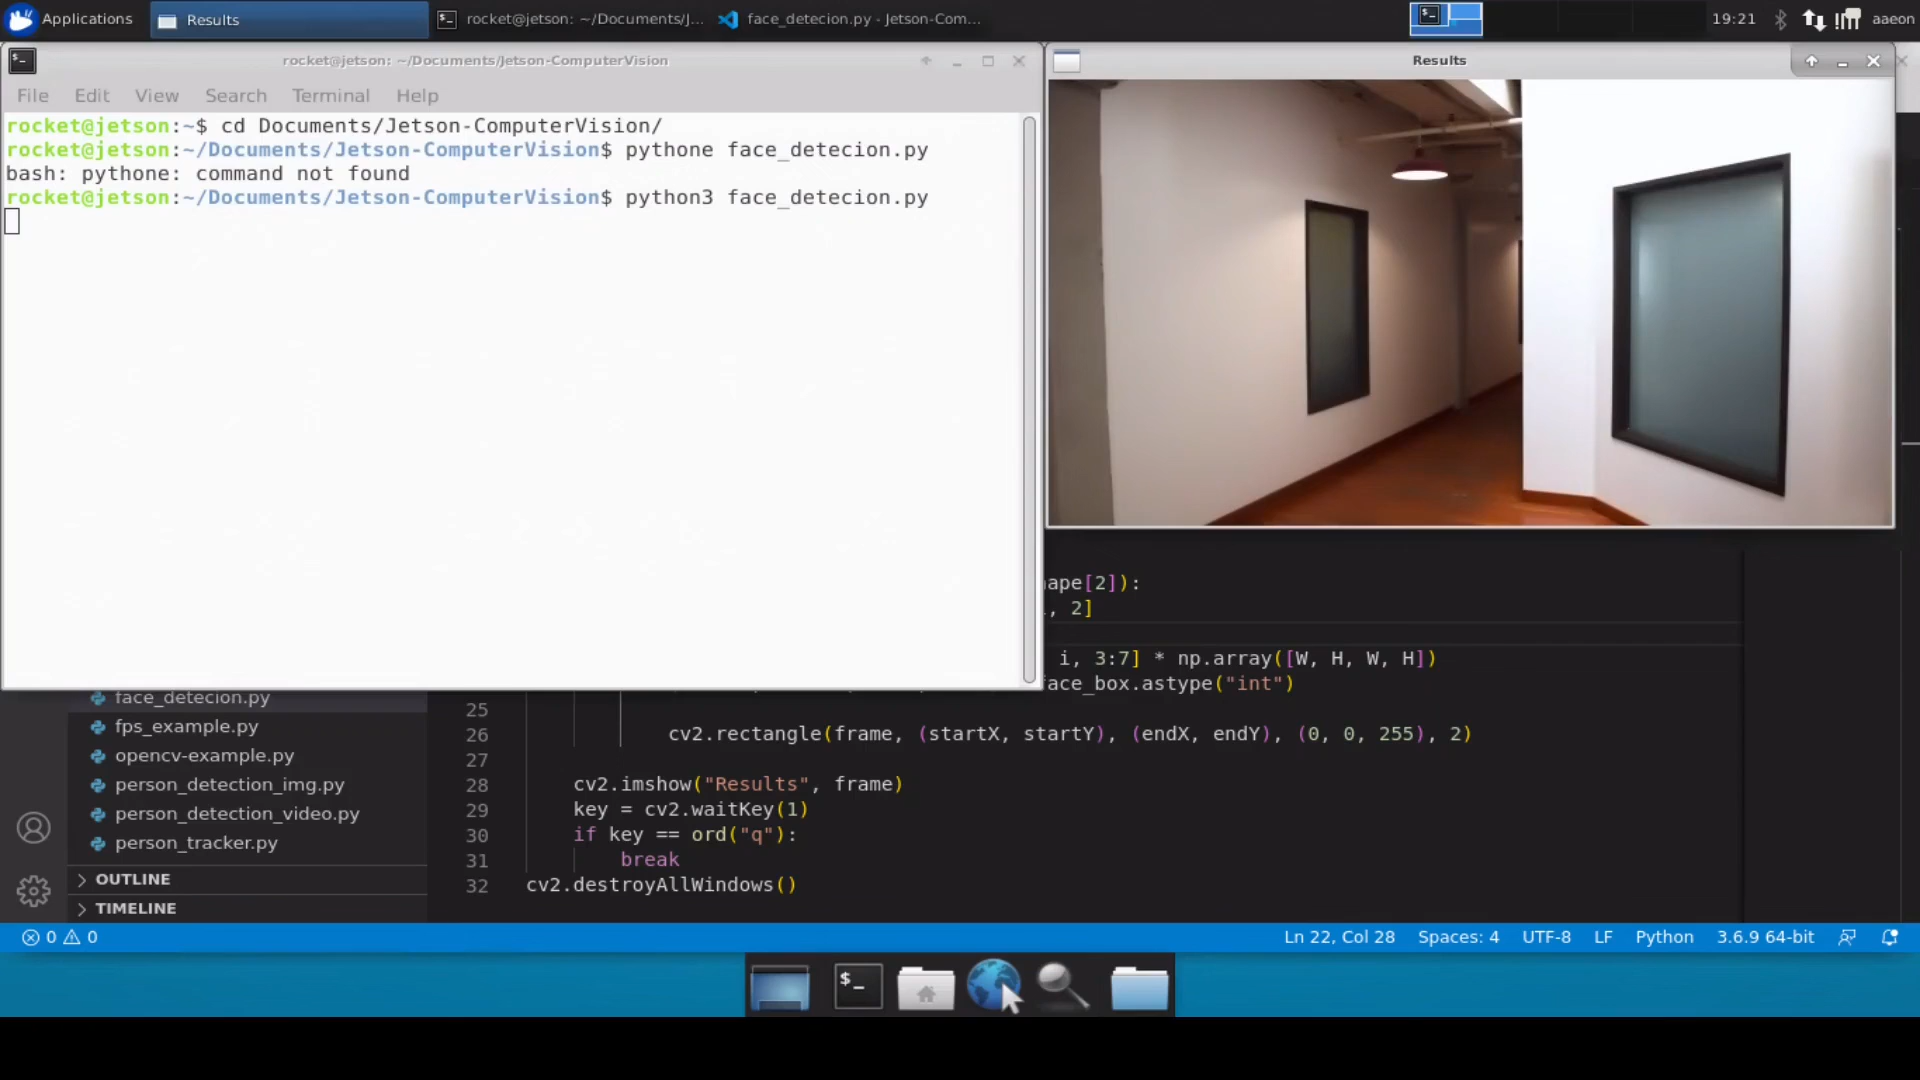 Applications
Results
rocket@jetson: ~/Documents/J...
face_detecion.py - Jetson-Com...
19:21
aaeon
rocket@jetson: ~/Documents/Jetson-ComputerVision
File Edit View Search Terminal Help
rocket@jetson:~$ cd Documents/Jetson-ComputerVision/
rocket@jetson:~/Documents/Jetson-ComputerVision$ pythone face_detecion.py
bash: pythone: command not found
rocket@jetson:~/Documents/Jetson-ComputerVision$ python3 face_detecion.py
Results
ape[2]):
, 2]
i, 3:7] * np.array([W, H, W, H])
ace_box.astype("int")
face_detecion.py
fps_example.py
opencv-example.py
person_detection_img.py
person_detection_video.py
person_tracker.py
OUTLINE
TIMELINE
25
26 cv2.rectangle(frame, (startX, startY), (endX, endY), (0, 0, 255), 2)
27
28 cv2.imshow("Results", frame)
29 key = cv2.waitKey(1)
30 if key == ord("q"):
31 break
32 cv2.destroyAllWindows()
0 0
Ln 22, Col 28 Spaces: 4 UTF-8 LF Python 3.6.9 64-bit
$_